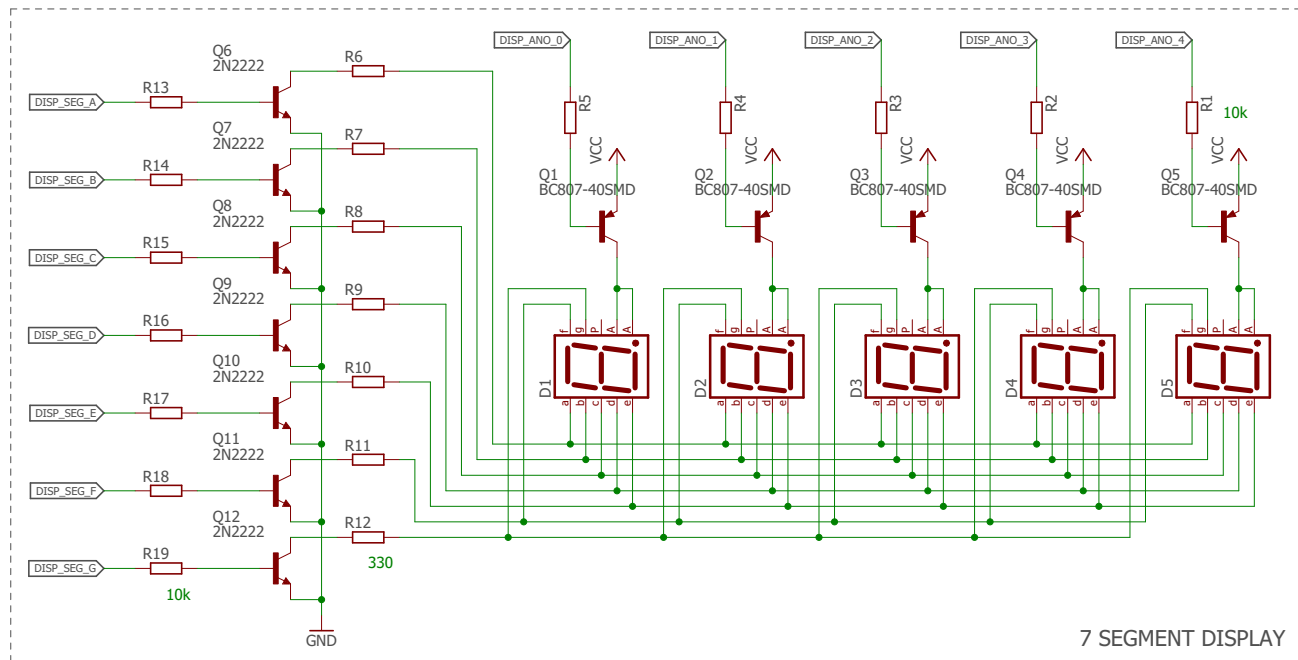 DISP_ANO_0
DISP_ANO_1
DISP_ANO_2
DISP_ANO_3
DISP_ANO_4
Q6
2N2222
R6
R13
DISP_SEG_A
Q7
2N2222
R7
R14
DISP_SEG_B
Q8
2N2222
R8
R15
DISP_SEG_C
Q9
2N2222
R9
R16
DISP_SEG_D
Q10
2N2222
R10
R17
DISP_SEG_E
Q11
2N2222
R11
R18
DISP_SEG_F
Q12
2N2222
R12
330
R19
DISP_SEG_G
10k
GND
R5
VCC
Q1
BC807-40SMD
R4
VCC
Q2
BC807-40SMD
R3
VCC
Q3
BC807-40SMD
R2
VCC
Q4
BC807-40SMD
R1
10k
VCC
Q5
BC807-40SMD
f g P A A
D1
a b c d e
f g P A A
D2
a b c d e
f g P A A
D3
a b c d e
f g P A A
D4
a b c d e
f g P A A
D5
a b c d e
7 SEGMENT DISPLAY